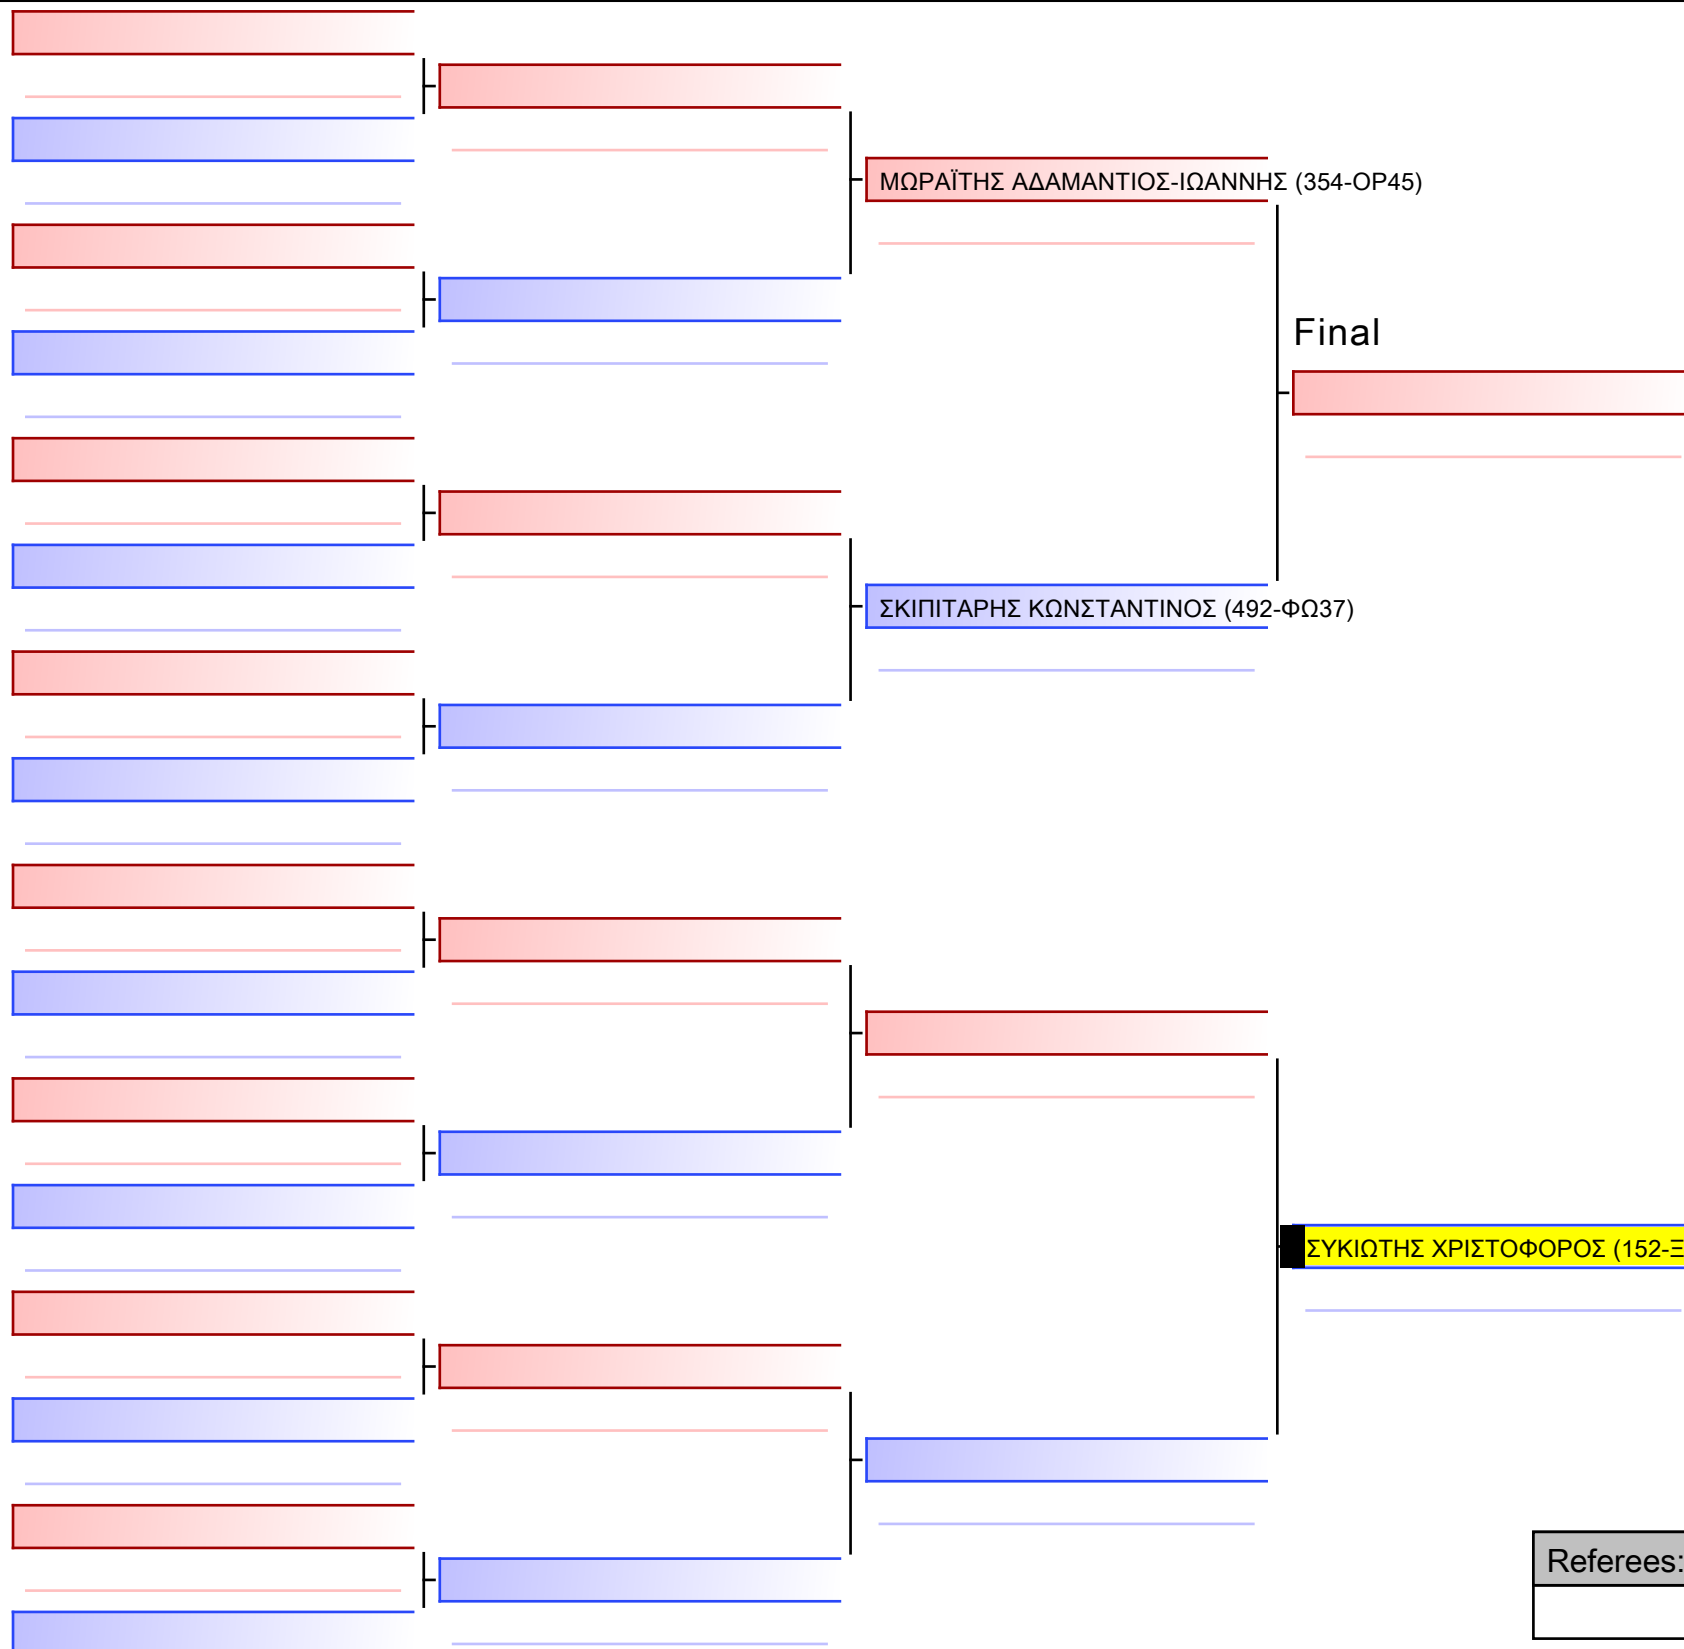 ΜΩΡΑΪΤΗΣ ΑΔΑΜΑΝΤΙΟΣ-ΙΩΑΝΝΗΣ (354-ΟΡ45)
Final
ΣΚΙΠΙΤΑΡΗΣ ΚΩΝΣΤΑΝΤΙΝΟΣ (492-ΦΩ37)
ΣΥΚΙΩΤΗΣ ΧΡΙΣΤΟΦΟΡΟΣ (152-Ξ
Referees: